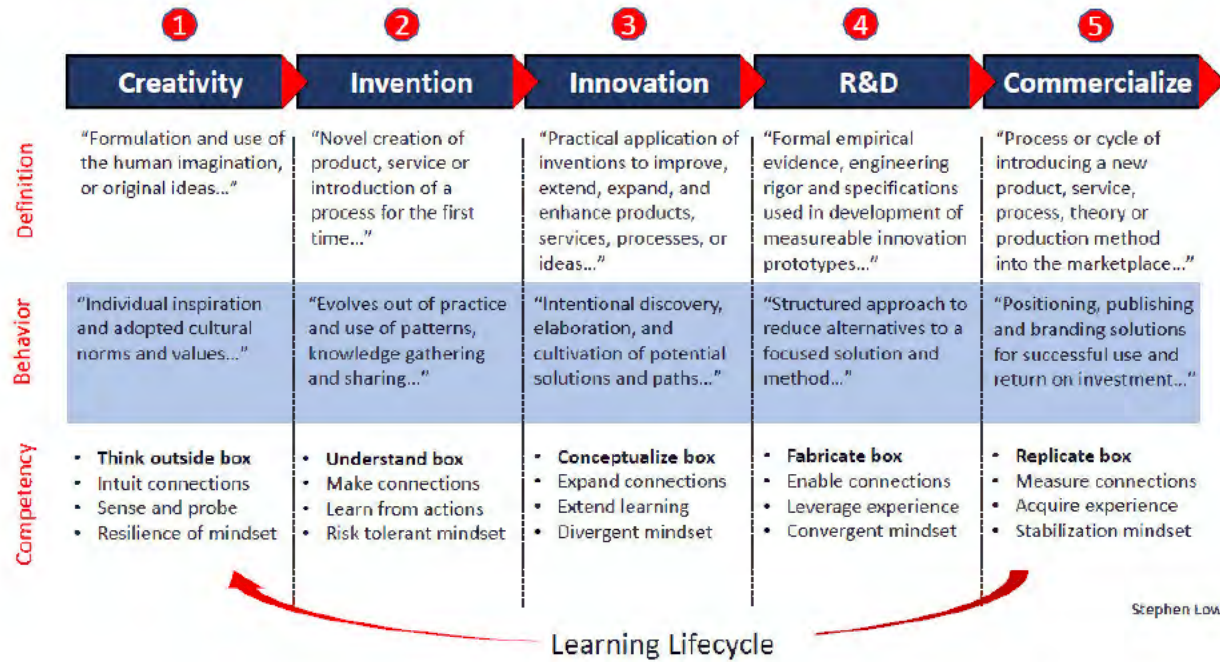 1
2
3
4
5
Creativity
Invention
Innovation
R&D
Commercialize
Definition
“Formulation and use of
the human imagination,
or original ideas...”
“Novel creation of
product, service or
introduction of a
process for the first
time...”
“Practical application of
inventions to improve,
extend, expand, and
enhance products,
services, processes, or
ideas...”
“Formal empirical
evidence, engineering
rigor and specifications
used in development of
measureable innovation
prototypes...”
“Process or cycle of
introducing a new
product, service,
process, theory or
production method
into the marketplace...”
Behavior
“Individual inspiration
and adopted cultural
norms and values...”
“Evolves out of practice
and use of patterns,
knowledge gathering
and sharing...”
“Intentional discovery,
elaboration, and
cultivation of potential
solutions and paths...”
“Structured approach to
reduce alternatives to a
focused solution and
method...”
“Positioning, publishing
and branding solutions
for successful use and
return on investment...”
Competency
• Think outside box
• Intuit connections
• Sense and probe
• Resilience of mindset
• Understand box
• Make connections
• Learn from actions
• Risk tolerant mindset
• Conceptualize box
• Expand connections
• Extend learning
• Divergent mindset
• Fabricate box
• Enable connections
• Leverage experience
• Convergent mindset
• Replicate box
• Measure connections
• Acquire experience
• Stabilization mindset
Stephen Low
Learning Lifecycle